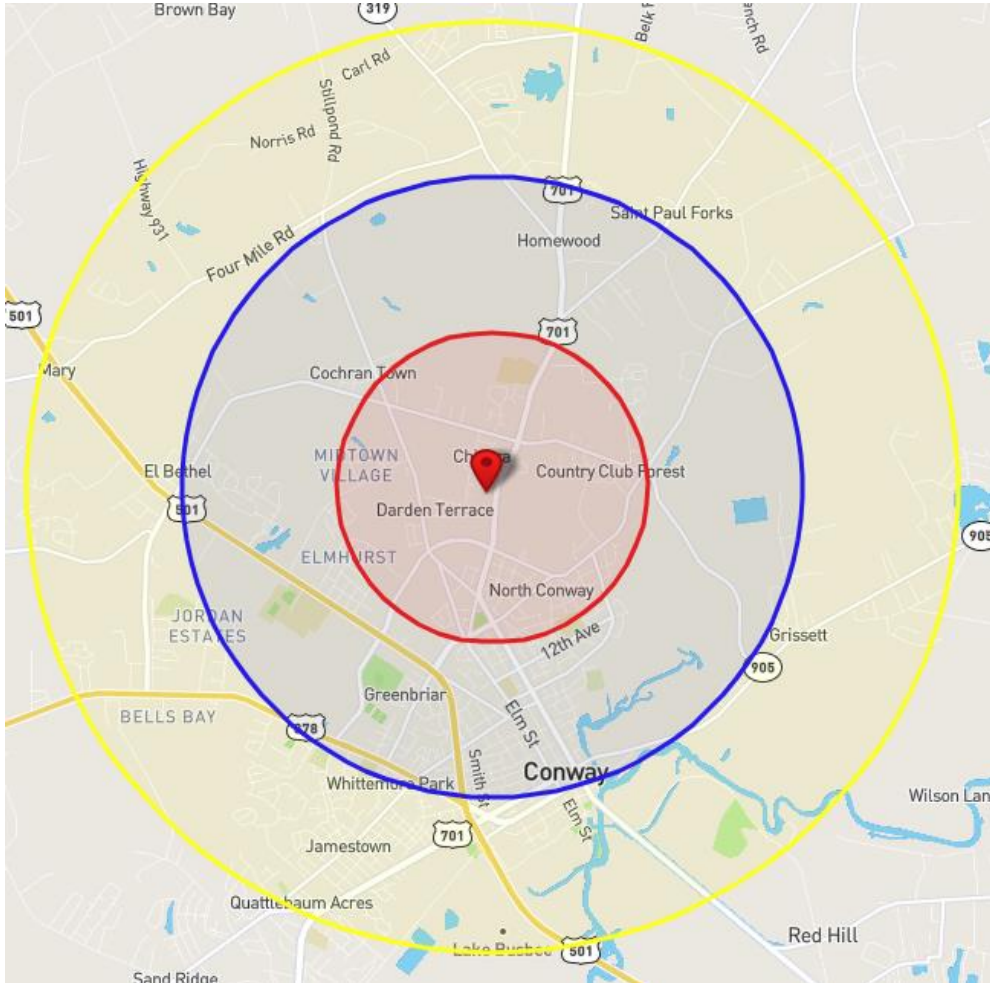 Brown Bay
319
Carl Rd
Stillpond Rd
Norris Rd
Highway 931
Four Mile Rd
701
Saint Paul Forks
Homewood
501
701
Mary
Cochran Town
MIDTOWN
VILLAGE
El Bethel
Country Club Forest
501
Darden Terrace
905
ELMHURST
North Conway
JORDAN
ESTATES
12th Ave
Grissett
905
Greenbriar
BELLS BAY
Elm St
378
Smith St
Conway
Whittemore Park
Elm St
701
Jamestown
Quattlebaum Acres
Red Hill
Lake Busbee
501
Sand Ridge